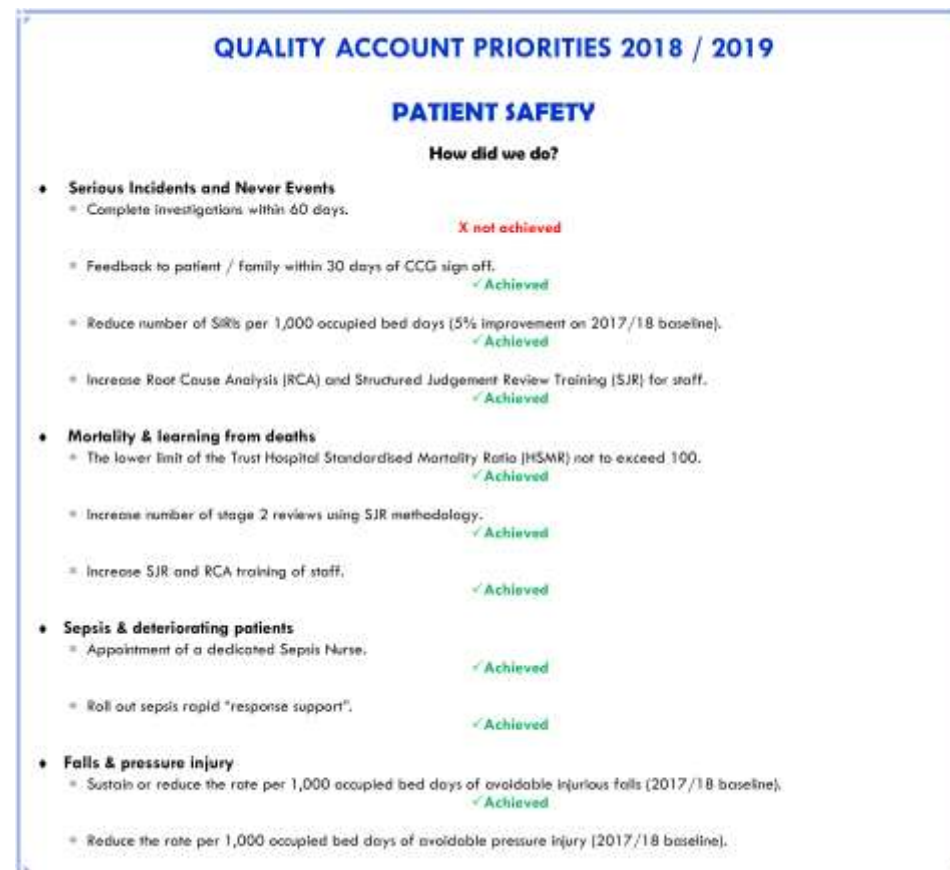 QUALITY ACCOUNT PRIORITIES 2018 / 2019
PATIENT SAFETY
How did we do?
♦ Serious Incidents and Never Events
Complete investigations within 60 days.
X not achieved
Feedback to patient / family within 30 days of CCG sign off.
✓Achieved
Reduce number of SIRIs per 1,000 occupied bed days (5% improvement on 2017/18 baseline).
✓Achieved
Increase Root Cause Analysis (RCA) and Structured Judgement Review Training (SJR) for staff.
✓Achieved
♦ Mortality & learning from deaths
The lower limit of the Trust Hospital Standardised Mortality Ratio (HSMR) not to exceed 100.
✓Achieved
Increase number of stage 2 reviews using SJR methodology.
✓Achieved
Increase SJR and RCA training of staff.
✓Achieved
♦ Sepsis & deteriorating patients
Appointment of a dedicated Sepsis Nurse.
✓Achieved
Roll out sepsis rapid "response support".
✓Achieved
♦ Falls & pressure injury
Sustain or reduce the rate per 1,000 occupied bed days of avoidable injurious falls (2017/18 baseline).
✓Achieved
Reduce the rate per 1,000 occupied bed days of avoidable pressure injury (2017/18 baseline).